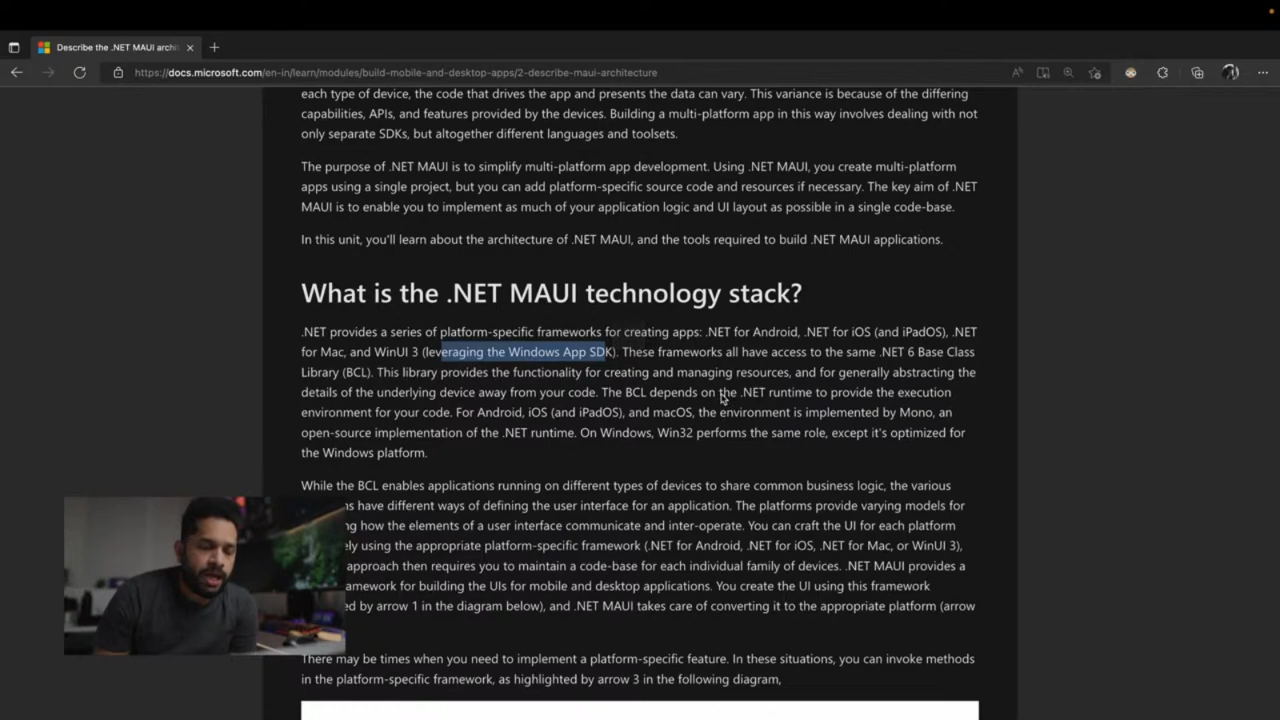 Describe the .NET MAUI archi
https://docs.microsoft.com/en-in/learn/modules/build-mobile-and-desktop-apps/2-describe-maui-architecture
each type of device, the code that drives the app and presents the data can vary. This variance is because of the differing
capabilities, APIs, and features provided by the devices. Building a multi-platform app in this way involves dealing with not
only separate SDKs, but altogether different languages and toolsets.
The purpose of .NET MAUI is to simplify multi-platform app development. Using .NET MAUI, you create multi-platform
apps using a single project, but you can add platform-specific source code and resources if necessary. The key aim of .NET
MAUI is to enable you to implement as much of your application logic and UI layout as possible in a single code-base.
In this unit, you'll learn about the architecture of .NET MAUI, and the tools required to build .NET MAUI applications.
What is the .NET MAUI technology stack?
.NET provides a series of platform-specific frameworks for creating apps: .NET for Android, .NET for iOS (and iPadOS), .NET
for Mac, and WinUI 3 (leveraging the Windows App SDK). These frameworks all have access to the same .NET 6 Base Class
Library (BCL). This library provides the functionality for creating and managing resources, and for generally abstracting the
details of the underlying device away from your code. The BCL depends on the .NET runtime to provide the execution
environment for your code. For Android, iOS (and iPadOS), and macOS, the environment is implemented by Mono, an
open-source implementation of the .NET runtime. On Windows, Win32 performs the same role, except it's optimized for
the Windows platform.
While the BCL enables applications running on different types of devices to share common business logic, the various
ns have different ways of defining the user interface for an application. The platforms provide varying models for
ng how the elements of a user interface communicate and inter-operate. You can craft the UI for each platform
ely using the appropriate platform-specific framework (.NET for Android, .NET for iOS, .NET for Mac, or WinUI 3),
approach then requires you to maintain a code-base for each individual family of devices. .NET MAUI provides a
ramework for building the UIs for mobile and desktop applications. You create the UI using this framework
ed by arrow 1 in the diagram below), and .NET MAUI takes care of converting it to the appropriate platform (arrow
There may be times when you need to implement a platform-specific feature. In these situations, you can invoke methods
in the platform-specific framework, as highlighted by arrow 3 in the following diagram,